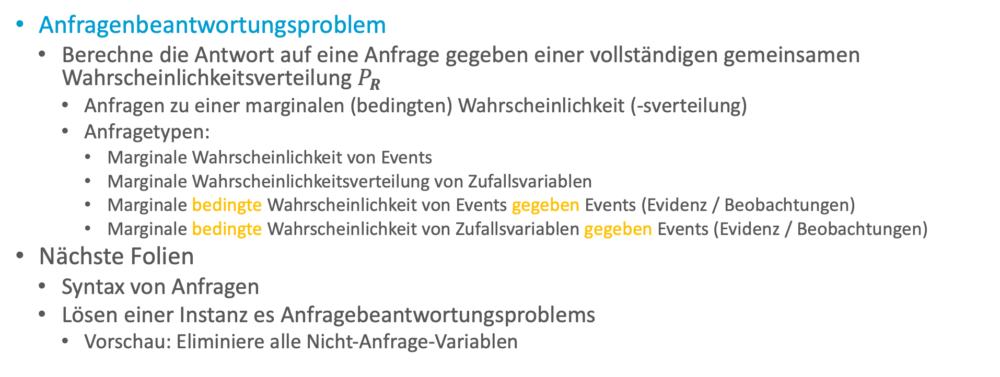 • Anfragenbeantwortungsproblem
• Berechne die Antwort auf eine Anfrage gegeben einer vollständigen gemeinsamen
Wahrscheinlichkeitsverteilung P_R
• Anfragen zu einer marginalen (bedingten) Wahrscheinlichkeit (-sverteilung)
• Anfragetypen:
• Marginale Wahrscheinlichkeit von Events
• Marginale Wahrscheinlichkeitsverteilung von Zufallsvariablen
• Marginale bedingte Wahrscheinlichkeit von Events gegeben Events (Evidenz / Beobachtungen)
• Marginale bedingte Wahrscheinlichkeit von Zufallsvariablen gegeben Events (Evidenz / Beobachtungen)
• Nächste Folien
• Syntax von Anfragen
• Lösen einer Instanz es Anfragebeantwortungsproblems
• Vorschau: Eliminiere alle Nicht-Anfrage-Variablen